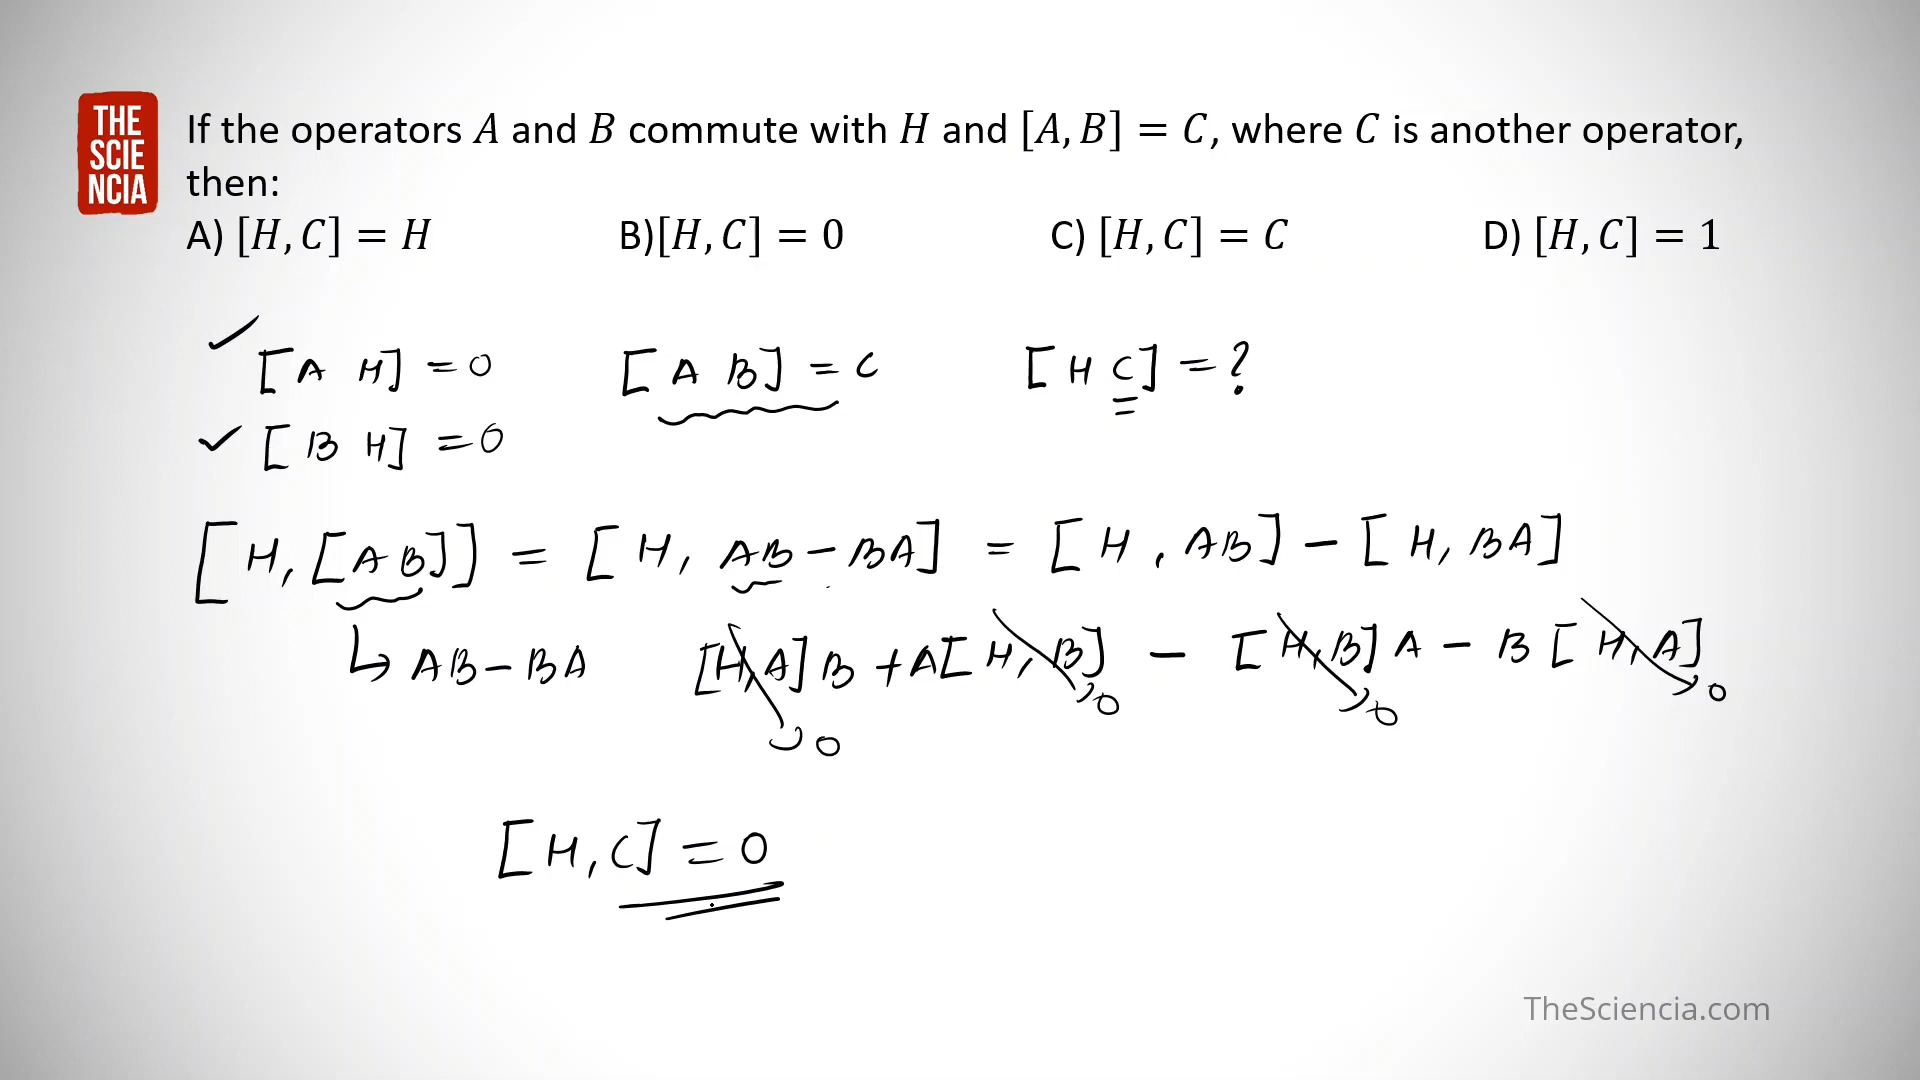 THE
SCIE
NCIA
If the operators A and B commute with H and [A, B] = C, where C is another operator,
then:
A) [H, C] = H B)[H, C] = 0 C) [H, C] = C D) [H, C] = 1
[A H] = 0 [A B] = C [H C] = ?
[B H] = 0
[H, [A B]] = [H, AB - BA] = [H, AB] - [H, BA]
↳ AB - BA [H, A] B + A [H, B] - [H, B] A - B [H, A]
0 0 0 0
[H, C] = 0
TheSciencia.com